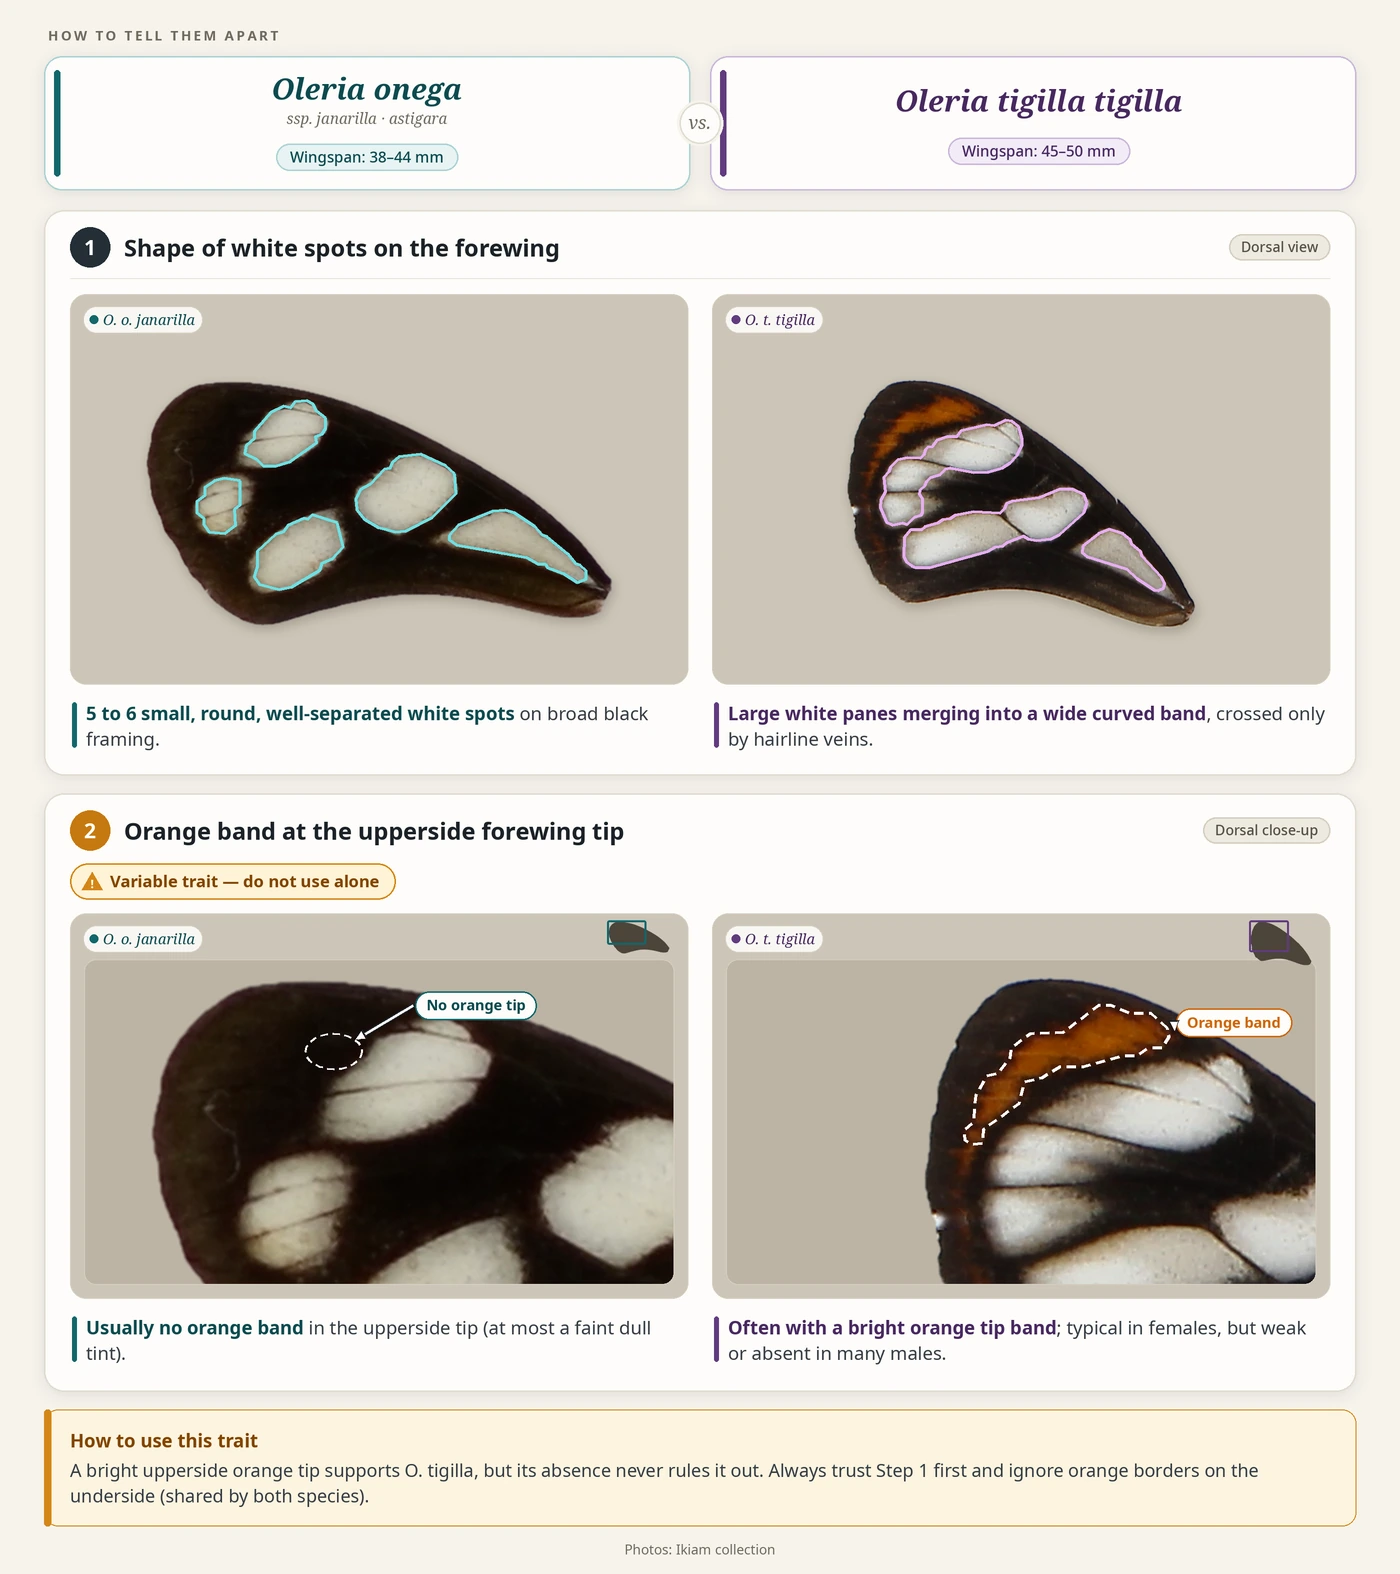 HOW TO TELL THEM APART
Oleria onega
ssp. janarilla · astigara
Wingspan: 38–44 mm
vs.
Oleria tigilla tigilla
Wingspan: 45–50 mm
1 Shape of white spots on the forewing
Dorsal view
O. o. janarilla
O. t. tigilla
5 to 6 small, round, well-separated white spots on broad black
framing.
Large white panes merging into a wide curved band, crossed only
by hairline veins.
2 Orange band at the upperside forewing tip
Dorsal close-up
Variable trait — do not use alone
O. o. janarilla
No orange tip
O. t. tigilla
Orange band
Usually no orange band in the upperside tip (at most a faint dull
tint).
Often with a bright orange tip band; typical in females, but weak
or absent in many males.
How to use this trait
A bright upperside orange tip supports O. tigilla, but its absence never rules it out. Always trust Step 1 first and ignore orange borders on the
underside (shared by both species).
Photos: Ikiam collection